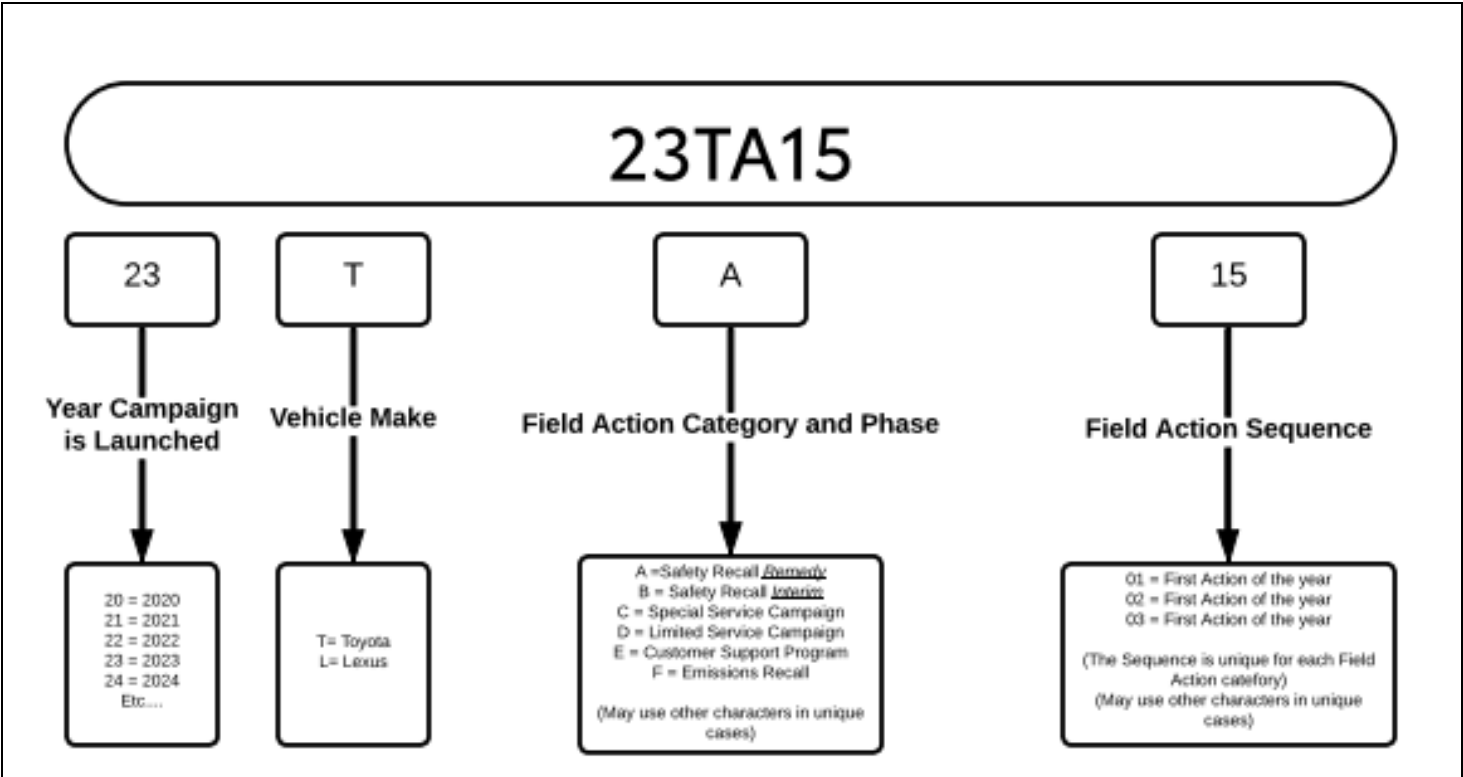 23TA15
23
T
A
15
Year Campaign
is Launched
Vehicle Make
Field Action Category and Phase
Field Action Sequence
20 = 2020
21 = 2021
22 = 2022
23 = 2023
24 = 2024
Etc....
T= Toyota
L= Lexus
A =Safety Recall Remedy
B = Safety Recall Interim
C = Special Service Campaign
D = Limited Service Campaign
E = Customer Support Program
F = Emissions Recall
(May use other characters in unique
cases)
01 = First Action of the year
02 = First Action of the year
03 = First Action of the year
(The Sequence is unique for each Field
Action catefory)
(May use other characters in unique
cases)